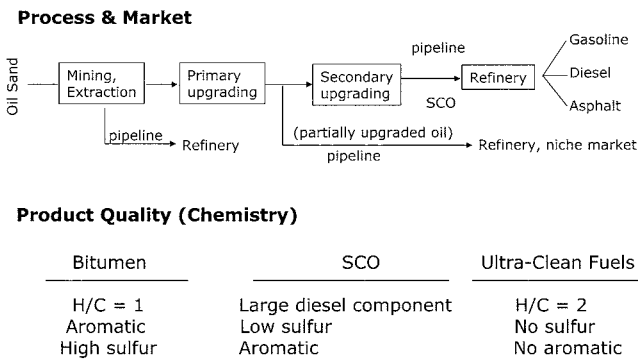 Process & Market
Oil Sand
Mining,
Extraction
Primary
upgrading
Secondary
upgrading
pipeline
SCO
Refinery
Gasoline
Diesel
Asphalt
pipeline
Refinery
(partially upgraded oil)
pipeline
Refinery, niche market
Product Quality (Chemistry)
Bitumen SCO Ultra-Clean Fuels
H/C = 1 Large diesel component H/C = 2
Aromatic Low sulfur No sulfur
High sulfur Aromatic No aromatic